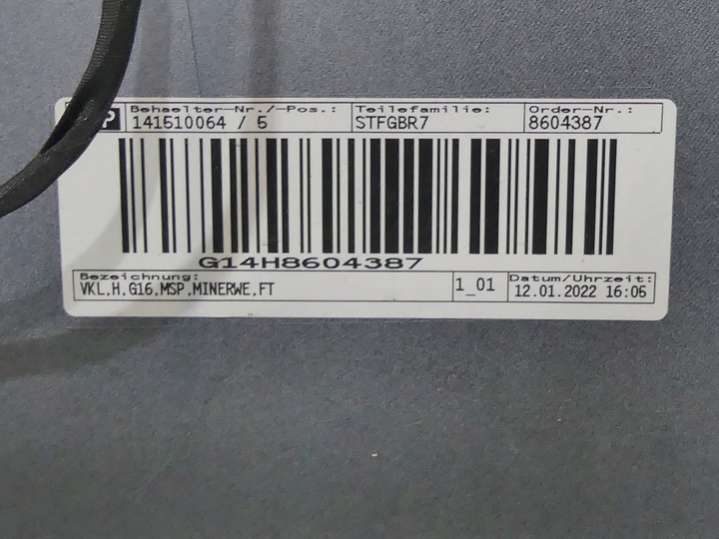 P Behaelter-Nr./-Pos.: Teilefamilie: Order-Nr.:
141510064 / 5 STFGBR7 8604387
G14H8604387
Bezeichnung: Datum/Uhrzeit:
VKL,H,G16,MSP,MINERWE,FT 1_01 12.01.2022 16:06